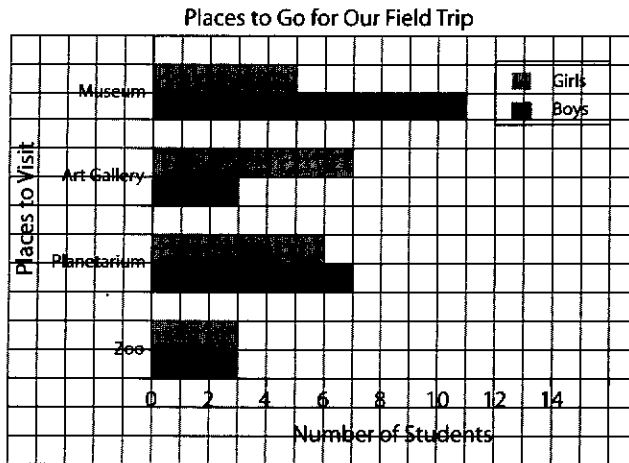 Places to Go for Our Field Trip
Girls
Boys
Places to Visit
Museum
Art Gallery
Planetarium
Zoo
0 2 4 6 8 10 12 14
Number of Students